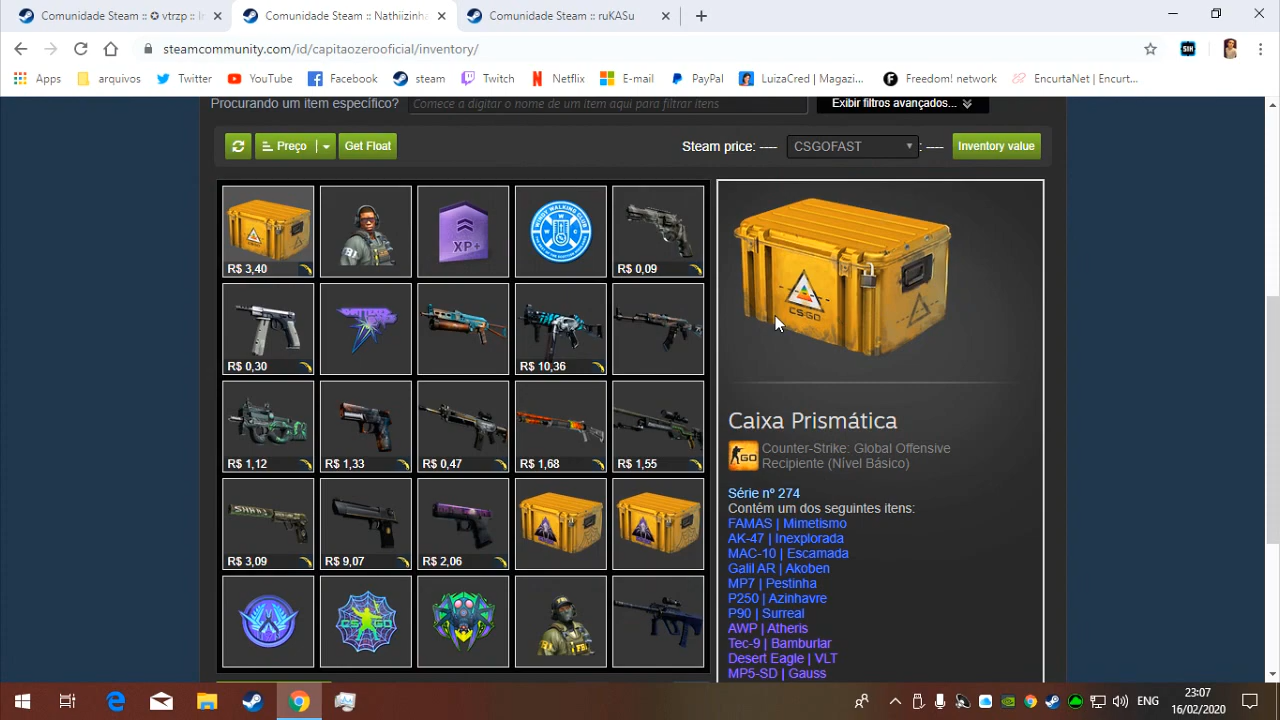 Comunidade Steam :: ✪ vtrzp :: In
Comunidade Steam :: Nathiizinha
Comunidade Steam :: ruKASu
steamcommunity.com/id/capitaozerooficial/inventory/
SIH
Apps
arquivos
Twitter
YouTube
Facebook
steam
Twitch
Netflix
E-mail
PayP
LuizaCred | Magazi...
Freedom! network
EncurtaNet | Encurt...
Procurando um item específico?
Comece a digitar o nome de um item aqui para filtrar itens
Exibir filtros avançados...
Preço
Get Float
Steam price: ----
CSGOFAST
: ----
Inventory value
R$ 3,40
XP+
R$ 0,09
R$ 0,30
R$ 10,36
R$ 1,12
R$ 1,33
R$ 0,47
R$ 1,68
R$ 1,55
R$ 3,09
R$ 9,07
R$ 2,06
CS:GO
Caixa Prismática
Counter-Strike: Global Offensive
Recipiente (Nível Básico)
Série nº 274
Contém um dos seguintes itens:
FAMAS | Mimetismo
AK-47 | Inexplorada
MAC-10 | Escamada
Galil AR | Akoben
MP7 | Pestinha
P250 | Azinhavre
P90 | Surreal
AWP | Atheris
Tec-9 | Bamburlar
Desert Eagle | VLT
MP5-SD | Gauss
ENG
23:07
16/02/2020